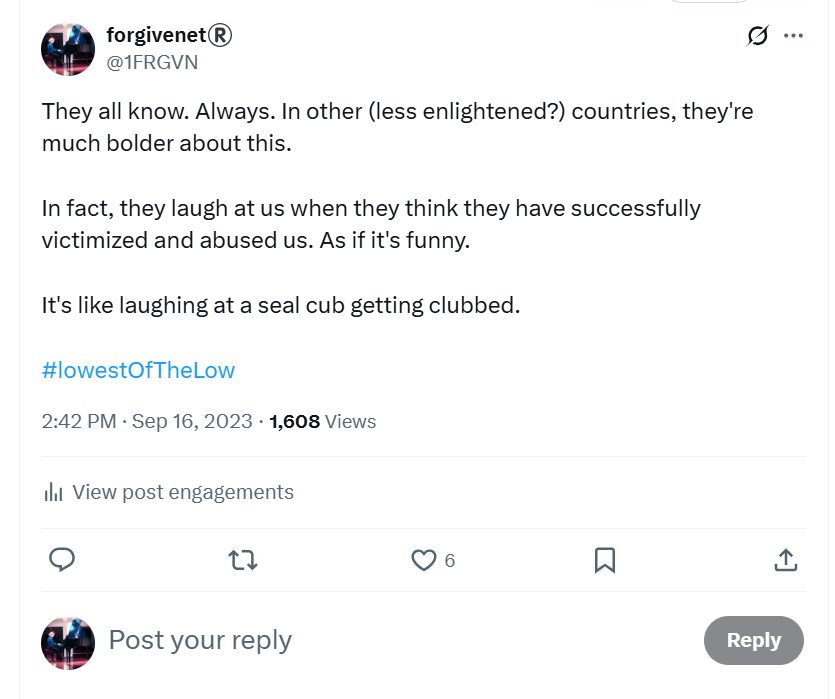 forgivenet®
@1FRGVN
They all know. Always. In other (less enlightened?) countries, they're
much bolder about this.
In fact, they laugh at us when they think they have successfully
victimized and abused us. As if it's funny.
It's like laughing at a seal cub getting clubbed.
#lowestOfTheLow
2:42 PM · Sep 16, 2023 · 1,608 Views
View post engagements
6
Post your reply
Reply